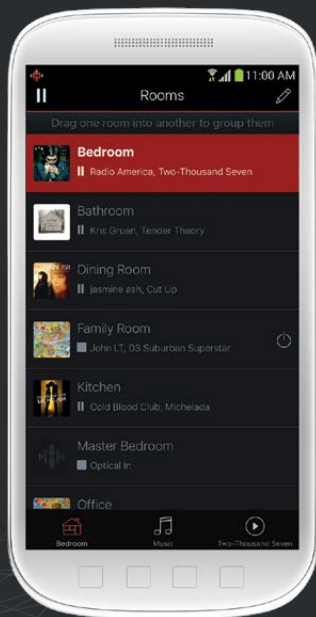 11:00 AM
Rooms
Drag one room into another to group them
Bedroom
Radio America, Two-Thousand Seven
Bathroom
Kris Gruen, Tender Theory
Dining Room
jasmine ash, Cut Up
Family Room
John LT, 03 Suburban Superstar
Kitchen
Cold Blood Club, Michelada
Master Bedroom
Optical In
Office
Bedroom
Music
Two-Thousand Seven